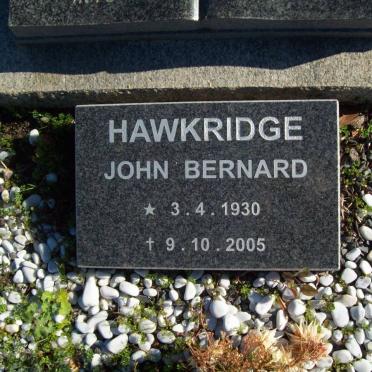 HAWKRIDGE
JOHN BERNARD
★ 3.4.1930
† 9.10.2005